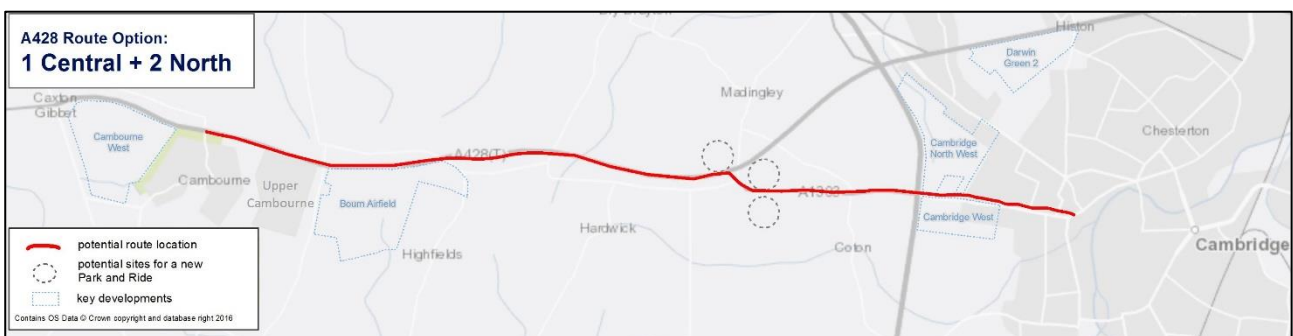 A428 Route Option:
1 Central + 2 North
Histon
Darwin
Green 2
Caxton
Gibbet
Madingley
Chesterton
Cambourne
West
A428(T)
Cambridge
North West
Cambourne
Upper
Cambourne
Bourn Airfield
A1303
Cambridge West
Hardwick
Coton
Cambridge
Highfields
potential route location
potential sites for a new
Park and Ride
key developments
Contains OS Data © Crown copyright and database right 2016